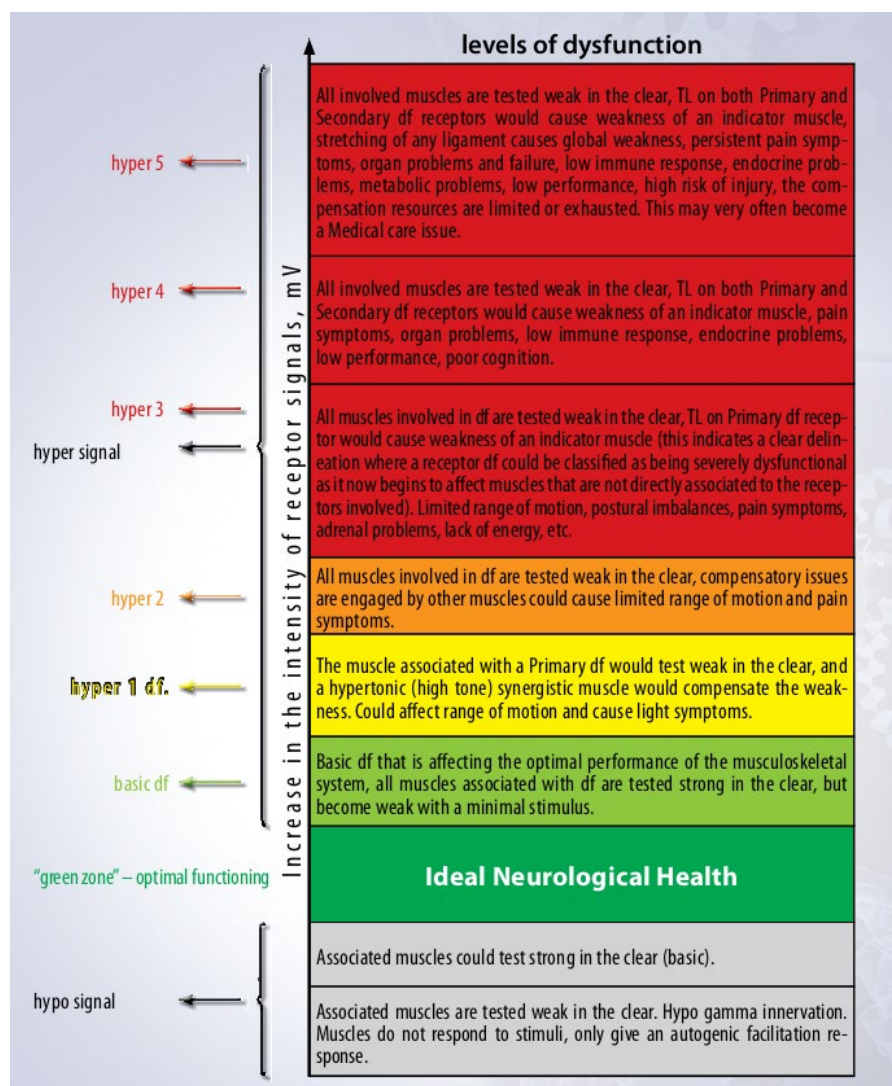 levels of dysfunction
Increase in the intensity of receptor signals, mV
hyper 5
All involved muscles are tested weak in the clear, TL on both Primary and
Secondary df receptors would cause weakness of an indicator muscle,
stretching of any ligament causes global weakness, persistent pain symp-
toms, organ problems and failure, low immune response, endocrine prob-
lems, metabolic problems, low performance, high risk of injury, the com-
pensation resources are limited or exhausted. This may very often become
a Medical care issue.
hyper 4
All involved muscles are tested weak in the clear, TL on both Primary and
Secondary df receptors would cause weakness of an indicator muscle, pain
symptoms, organ problems, low immune response, endocrine problems,
low performance, poor cognition.
hyper 3
hyper signal
All muscles involved in df are tested weak in the clear, TL on Primary df recep-
tor would cause weakness of an indicator muscle (this indicates a clear delin-
eation where a receptor df could be classified as being severely dysfunctional
as it now begins to affect muscles that are not directly associated to the recep-
tors involved). Limited range of motion, postural imbalances, pain symptoms,
adrenal problems, lack of energy, etc.
hyper 2
All muscles involved in df are tested weak in the clear, compensatory issues
are engaged by other muscles could cause limited range of motion and pain
symptoms.
hyper 1 df.
The muscle associated with a Primary df would test weak in the clear, and
a hypertonic (high tone) synergistic muscle would compensate the weak-
ness. Could affect range of motion and cause light symptoms.
basic df
Basic df that is affecting the optimal performance of the musculoskeletal
system, all muscles associated with df are tested strong in the clear, but
become weak with a minimal stimulus.
"green zone" – optimal functioning
Ideal Neurological Health
hypo signal
Associated muscles could test strong in the clear (basic).
Associated muscles are tested weak in the clear. Hypo gamma innervation.
Muscles do not respond to stimuli, only give an autogenic facilitation re-
sponse.